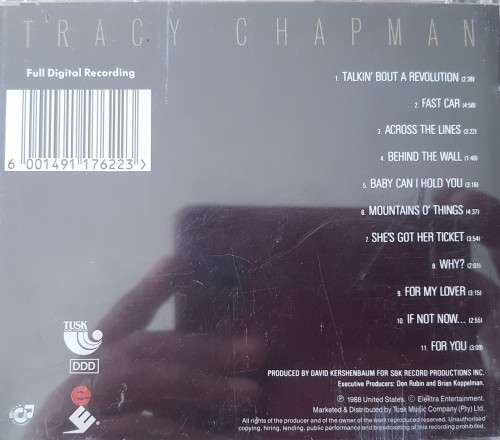 TRACY CHAPMAN
Full Digital Recording
6 001491 176223
1. TALKIN' BOUT A REVOLUTION (2:38)
2. FAST CAR (4:58)
3. ACROSS THE LINES (3:22)
4. BEHIND THE WALL (1:46)
5. BABY CAN I HOLD YOU (3:16)
6. MOUNTAINS O' THINGS (4:37)
7. SHE'S GOT HER TICKET (3:54)
8. WHY? (2:01)
9. FOR MY LOVER (3:15)
10. IF NOT NOW... (2:55)
11. FOR YOU (3:09)
TUSK
DDD
PRODUCED BY DAVID KERSHENBAUM FOR SBK RECORD PRODUCTIONS INC.
Executive Producers: Don Rubin and Brian Koppelman.
℗ 1988 United States. © Elektra Entertainment.
Marketed & Distributed by Tusk Music Company (Pty) Ltd.
All rights of the producer and of the owner of the work reproduced reserved. Unauthorised
copying, hiring, lending, public performance and broadcasting of this recording prohibited.